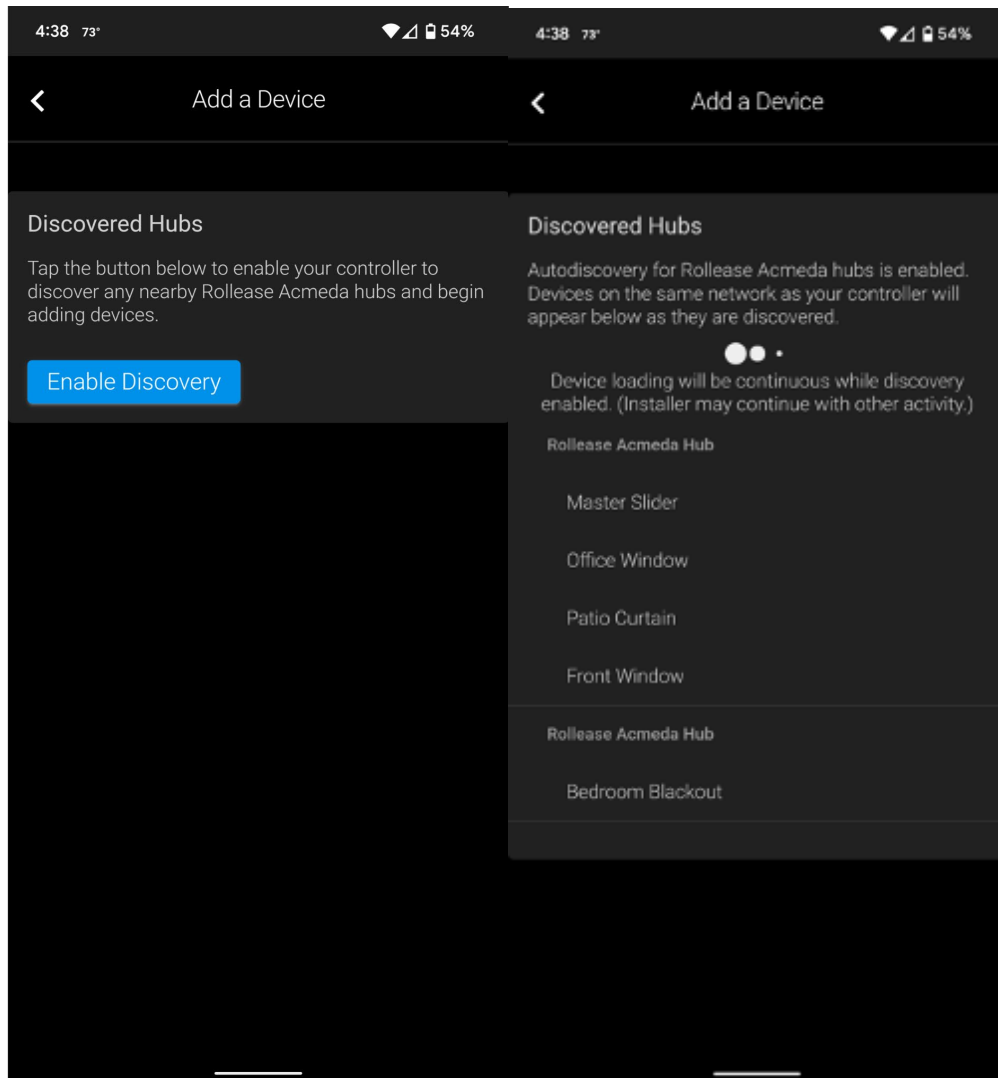 4:38 73° 54%
Add a Device
Discovered Hubs
Tap the button below to enable your controller to
discover any nearby Rollease Acmeda hubs and begin
adding devices.
Enable Discovery
4:38 73° 54%
Add a Device
Discovered Hubs
Autodiscovery for Rollease Acmeda hubs is enabled.
Devices on the same network as your controller will
appear below as they are discovered.
Device loading will be continuous while discovery
enabled. (Installer may continue with other activity.)
Rollease Acmeda Hub
Master Slider
Office Window
Patio Curtain
Front Window
Rollease Acmeda Hub
Bedroom Blackout